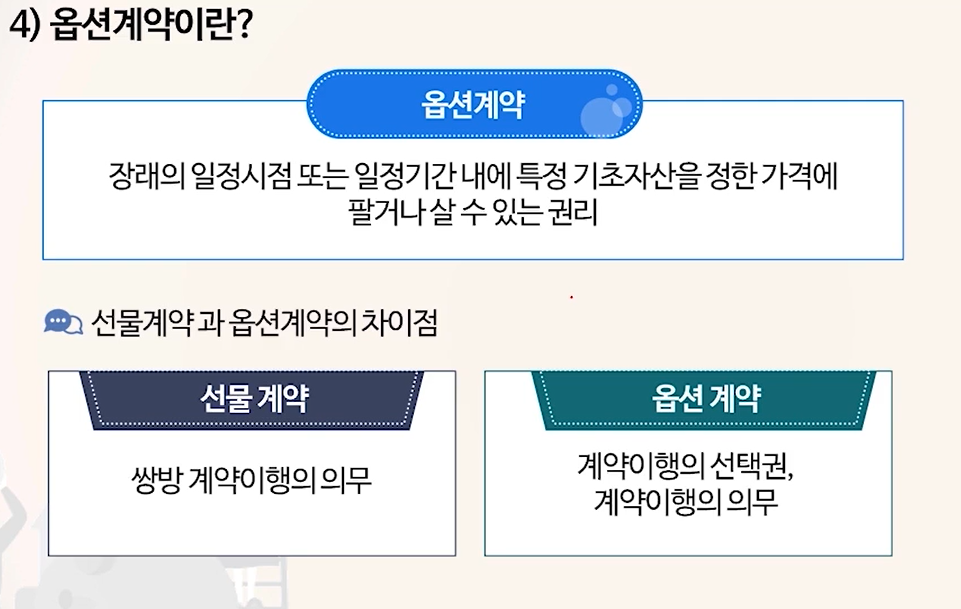 4) 옵션계약이란?
옵션계약
장래의 일정시점 또는 일정기간 내에 특정 기초자산을 정한 가격에
팔거나 살 수 있는 권리
선물계약 과 옵션계약의 차이점
선물 계약
쌍방 계약이행의 의무
옵션 계약
계약이행의 선택권,
계약이행의 의무